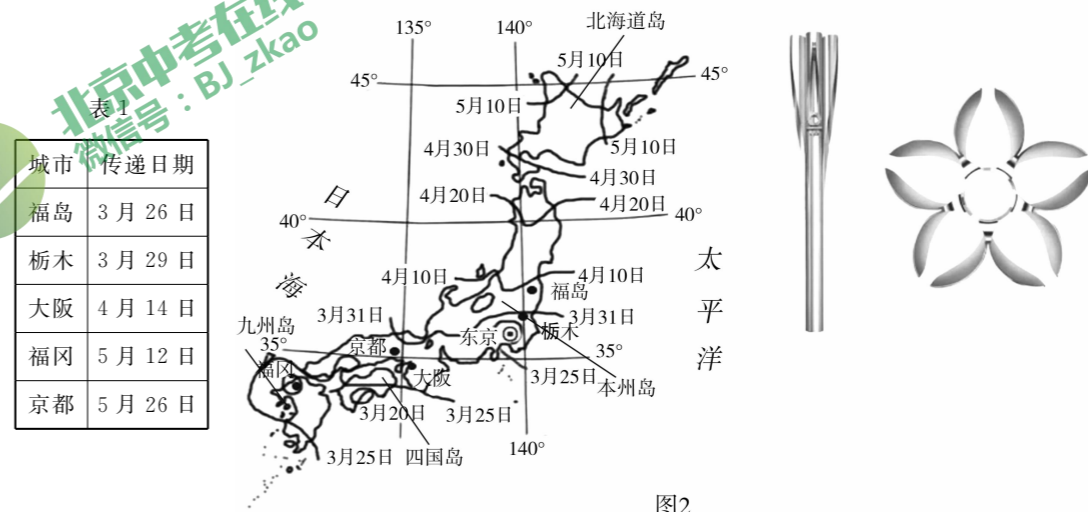 北京中考在线
微信号：BJ_zkao
表1
城市 传递日期
福岛 3月26日
栃木 3月29日
大阪 4月14日
福冈 5月12日
京都 5月26日
135° 140° 北海道岛
5月10日
45° 45°
5月10日
4月30日 5月10日
4月30日
4月20日 4月20日
40° 40°
日本海
太平洋
4月10日 4月10日
福岛
3月31日 3月31日
九州岛 东京 栃木
35° 京都 35°
福冈 大阪 3月25日
本州岛
3月20日 3月25日
140°
3月25日 四国岛
图2